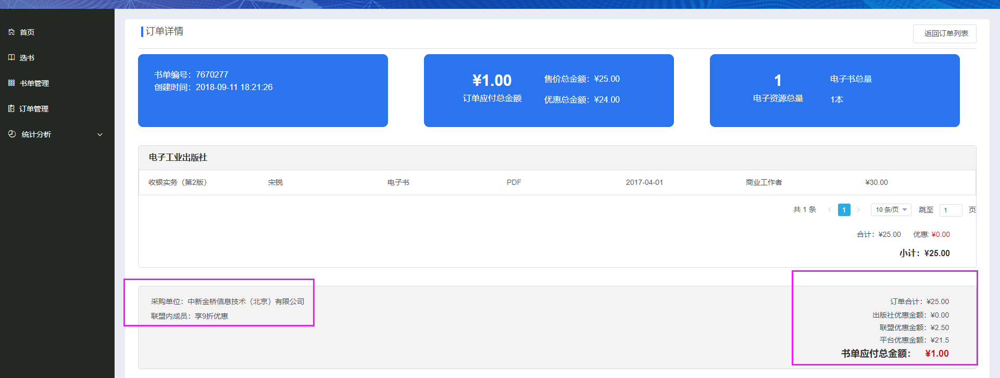 首页
选书
书单管理
订单管理
统计分析
订单详情
返回订单列表
书单编号：7670277
创建时间：2018-09-11 18:21:26
¥1.00
订单应付总金额
售价总金额：¥25.00
优惠总金额：¥24.00
1
电子资源总量
电子书总量
1本
电子工业出版社
收银实务（第2版） 宋锐 电子书 PDF 2017-04-01 商业工作者 ¥30.00
共 1 条 1 10 条/页 跳至 1 页
合计：¥25.00 优惠: ¥0.00
小计：¥25.00
采购单位：中新金桥信息技术（北京）有限公司
联盟内成员：享9折优惠
订单合计：¥25.00
出版社优惠金额：¥0.00
联盟优惠金额：¥2.50
平台优惠金额：¥21.5
书单应付总金额： ¥1.00